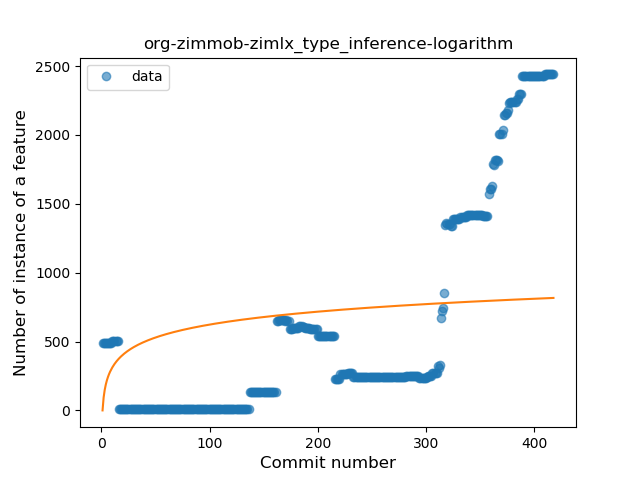 org-zimmob-zimlx_type_inference-logarithm
data
Number of instance of a feature
2500
2000
1500
1000
500
0
0 100 200 300 400
Commit number